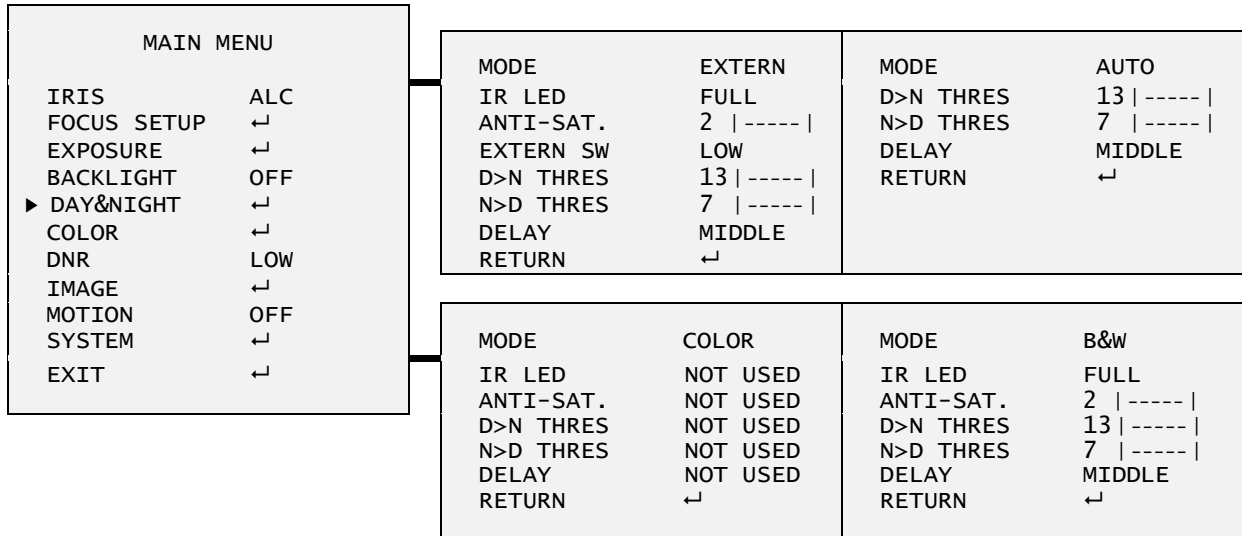 MAIN MENU
IRIS ALC
FOCUS SETUP ↵
EXPOSURE ↵
BACKLIGHT OFF
▶ DAY&NIGHT ↵
COLOR ↵
DNR LOW
IMAGE ↵
MOTION OFF
SYSTEM ↵
EXIT ↵
MODE EXTERN
IR LED FULL
ANTI-SAT. 2 |-----|
EXTERN SW LOW
D>N THRES 13|-----|
N>D THRES 7 |-----|
DELAY MIDDLE
RETURN ↵
MODE AUTO
D>N THRES 13|-----|
N>D THRES 7 |-----|
DELAY MIDDLE
RETURN ↵
MODE COLOR
IR LED NOT USED
ANTI-SAT. NOT USED
D>N THRES NOT USED
N>D THRES NOT USED
DELAY NOT USED
RETURN ↵
MODE B&W
IR LED FULL
ANTI-SAT. 2 |-----|
D>N THRES 13|-----|
N>D THRES 7 |-----|
DELAY MIDDLE
RETURN ↵